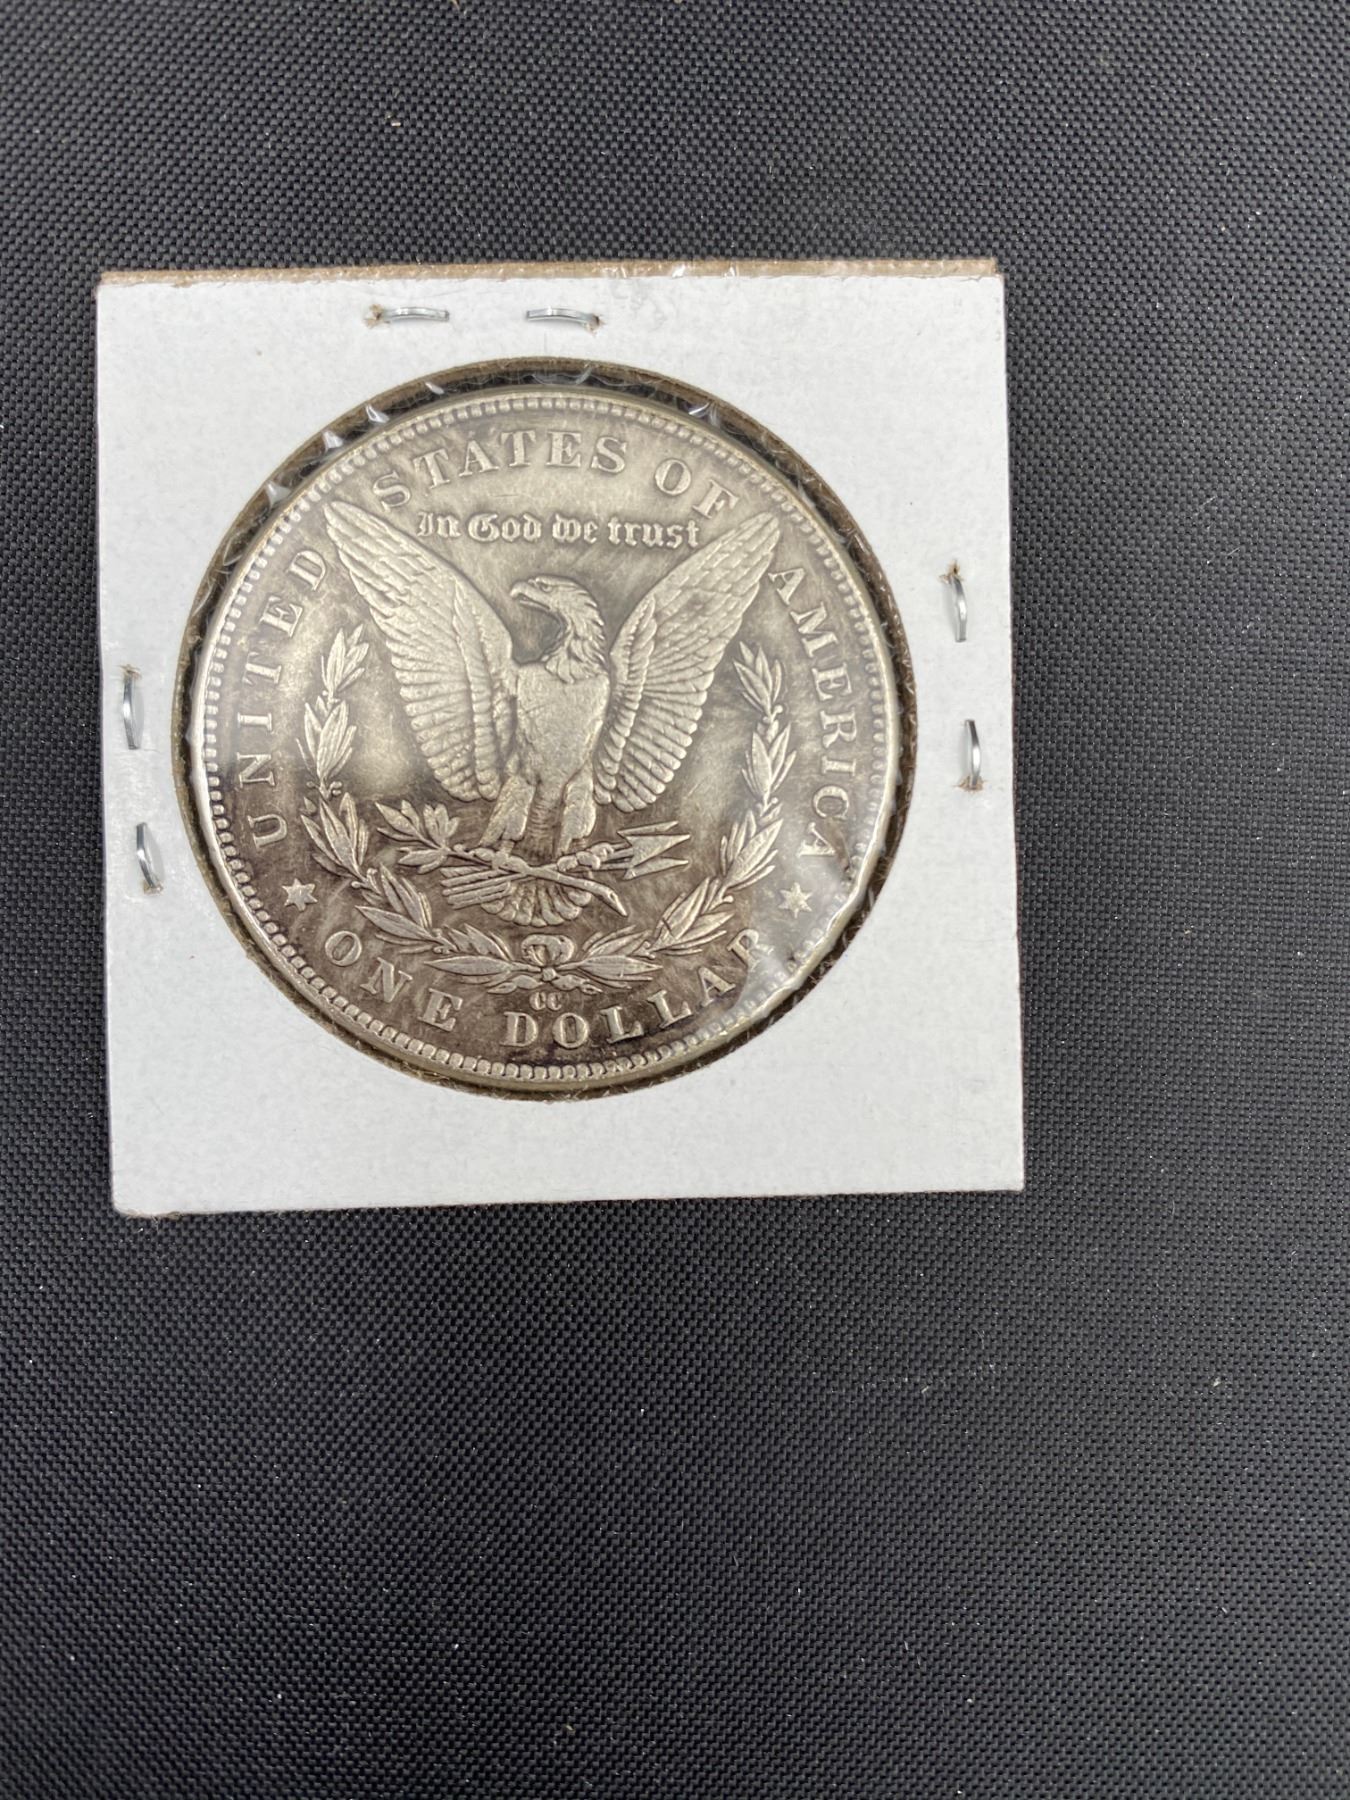 UNITED STATES OF AMERICA
In God we trust
CC
ONE DOLLAR